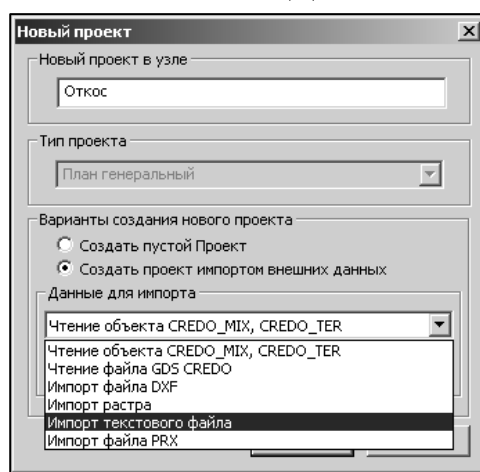 Новый проект
Новый проект в узле
Откос
Тип проекта
План генеральный
Варианты создания нового проекта
Создать пустой Проект
Создать проект импортом внешних данных
Данные для импорта
Чтение объекта CREDO_MIX, CREDO_TER
Чтение объекта CREDO_MIX, CREDO_TER
Чтение файла GDS CREDO
Импорт файла DXF
Импорт растра
Импорт текстового файла
Импорт файла PRX